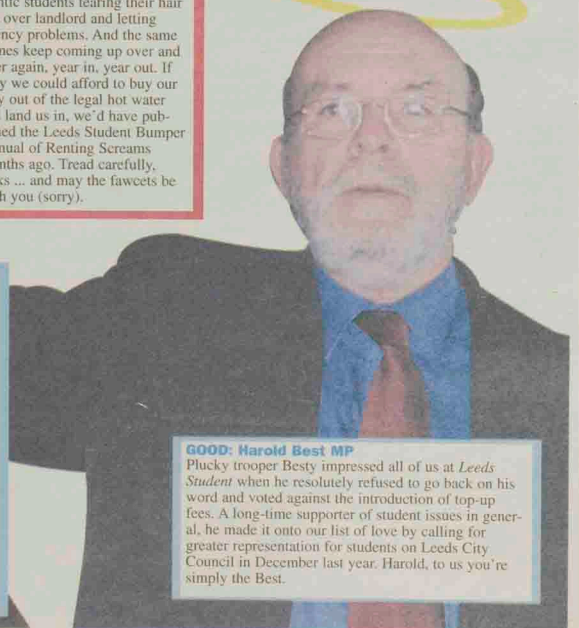 ntic students tearing their hair
over landlord and letting
ency problems. And the same
nes keep coming up over and
r again, year in, year out. If
y we could afford to buy our
y out of the legal hot water
land us in, we'd have pub-
ed the Leeds Student Bumper
nual of Renting Screams
nths ago. Tread carefully,
ks ... and may the fawcets be
h you (sorry).
GOOD: Harold Best MP
Plucky trooper Besty impressed all of us at Leeds
Student when he resolutely refused to go back on his
word and voted against the introduction of top-up
fees. A long-time supporter of student issues in gener-
al, he made it onto our list of love by calling for
greater representation for students on Leeds City
Council in December last year. Harold, to us you're
simply the Best.